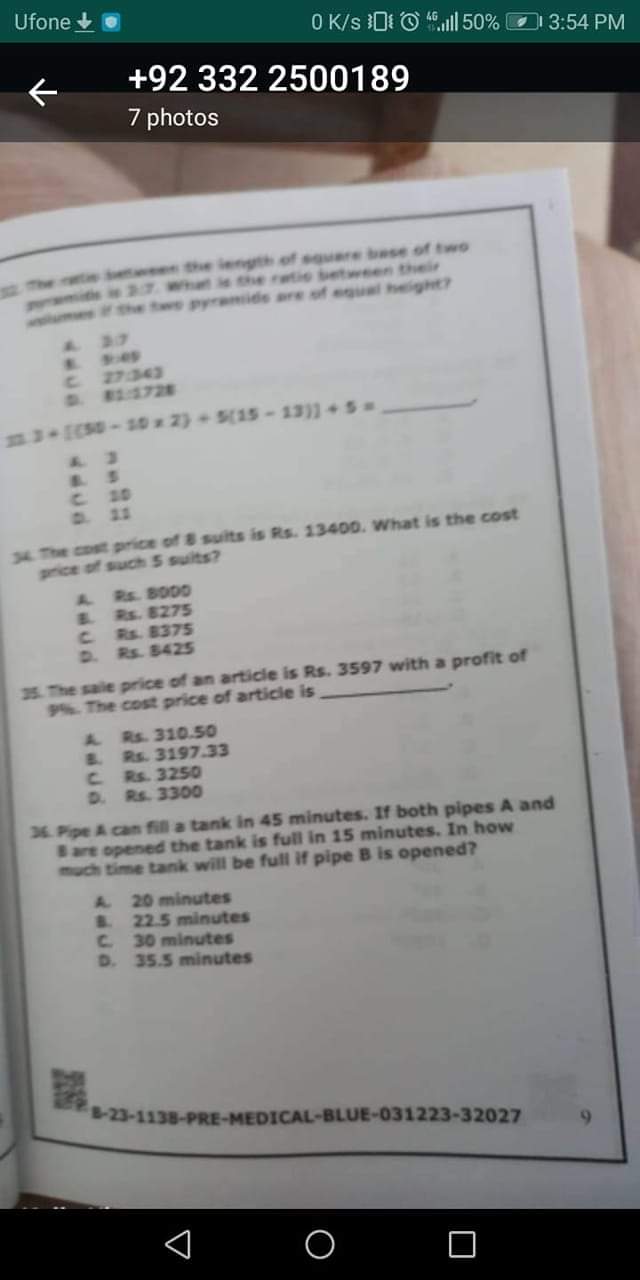 Ufone 0 K/s 4G 50% 3:54 PM
+92 332 2500189
7 photos
32. The ratio between the length of square base of two
pyramids is 3:7. What is the ratio between their
volumes if the two pyramids are of equal height?
A. 3:7
B. 9:49
C. 27:343
D. 81:1728
33. 3 + [{(50 - 10 x 2) + 5(15 - 13)] ÷ 5 = ________.
A. 3
B. 5
C. 10
D. 11
34. The cost price of 8 suits is Rs. 13400. What is the cost
price of such 5 suits?
A. Rs. 8000
B. Rs. 8275
C. Rs. 8375
D. Rs. 8425
35. The sale price of an article is Rs. 3597 with a profit of
9%. The cost price of article is ____________.
A. Rs. 310.50
B. Rs. 3197.33
C. Rs. 3250
D. Rs. 3300
36. Pipe A can fill a tank in 45 minutes. If both pipes A and
B are opened the tank is full in 15 minutes. In how
much time tank will be full if pipe B is opened?
A. 20 minutes
B. 22.5 minutes
C. 30 minutes
D. 35.5 minutes
B-23-1138-PRE-MEDICAL-BLUE-031223-32027 9